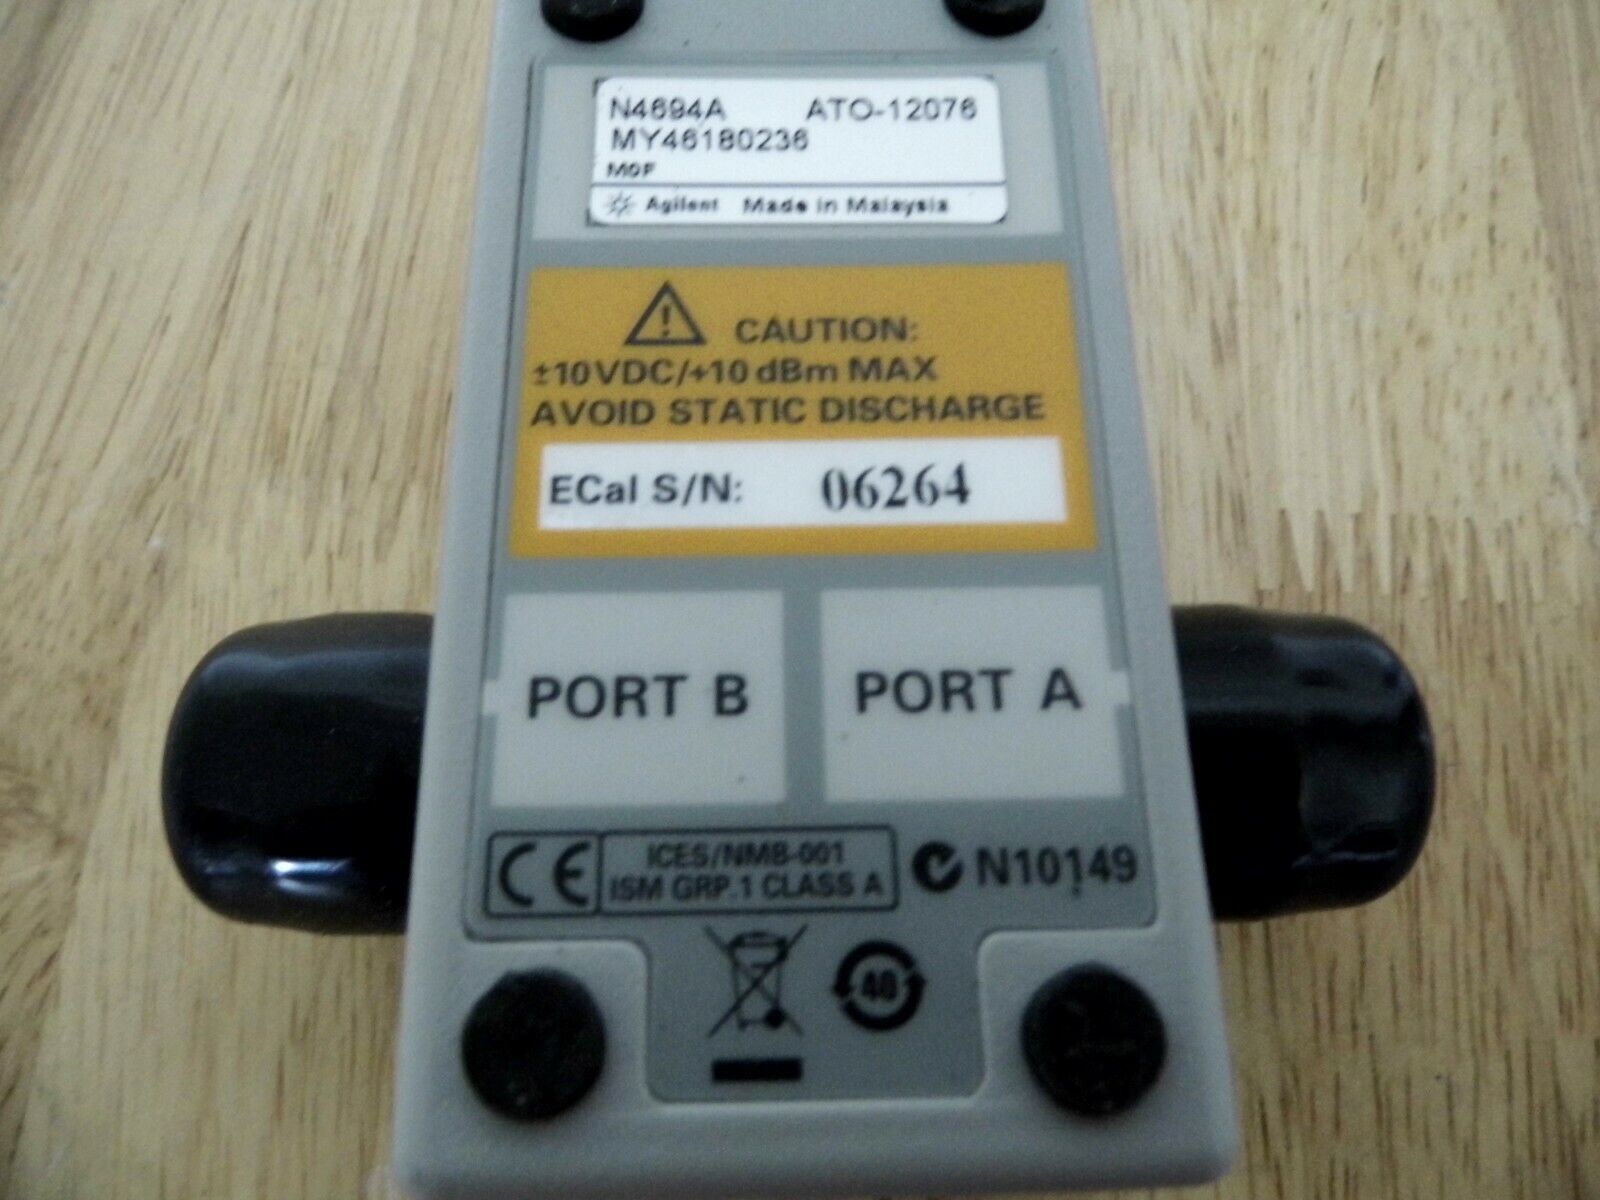 N4694A ATO-12076
MY46180236
M0F
Agilent Made in Malaysia
CAUTION:
±10VDC/+10 dBm MAX
AVOID STATIC DISCHARGE
ECal S/N: 06264
PORT B PORT A
CE ICES/NMB-001
ISM GRP.1 CLASS A
N10149
40